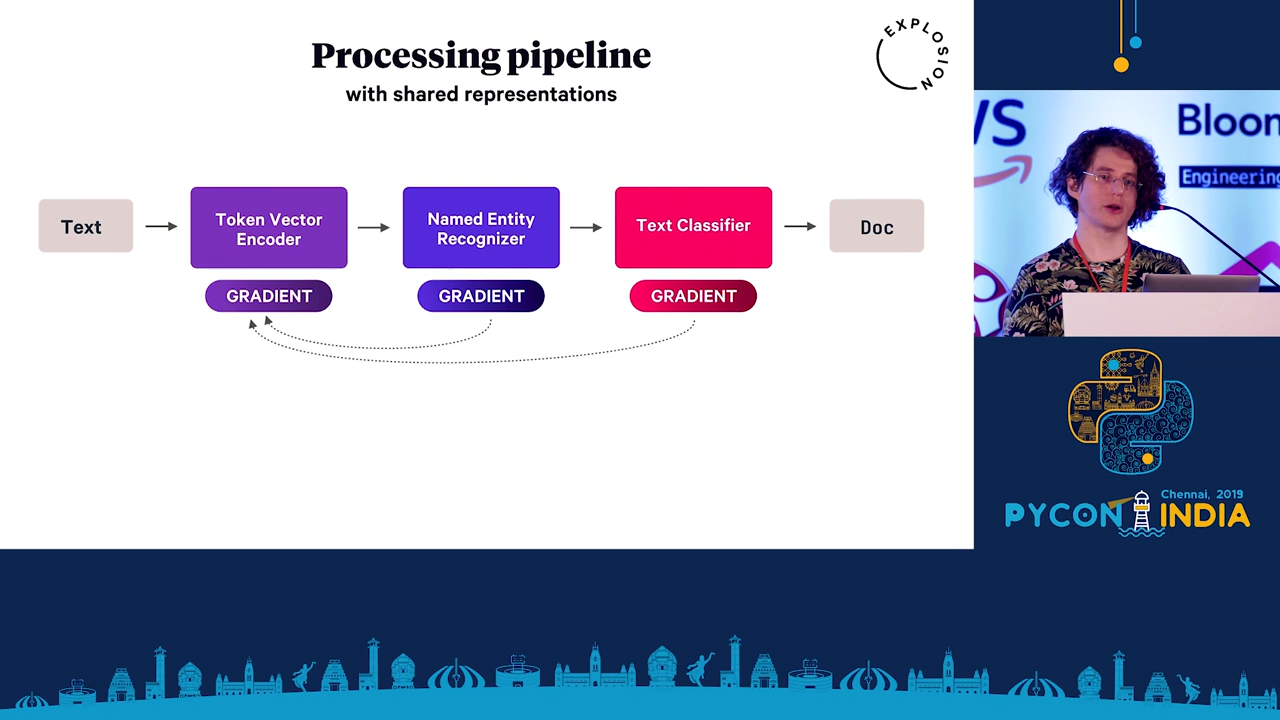 Processing pipeline
with shared representations
EXPLOSION
Text
Token Vector
Encoder
Named Entity
Recognizer
Text Classifier
Doc
GRADIENT
GRADIENT
GRADIENT
Bloom
Engineering
Chennai, 2019
PYCON INDIA